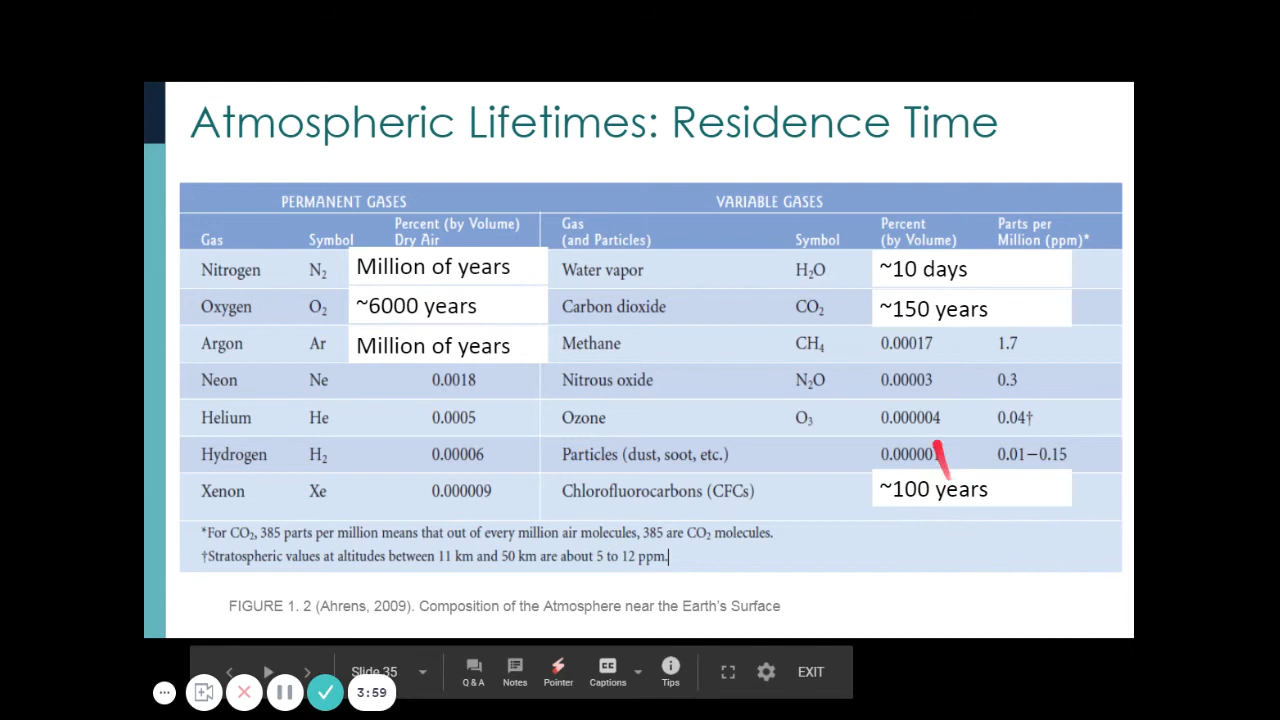 Atmospheric Lifetimes: Residence Time
PERMANENT GASES VARIABLE GASES
Gas Symbol Percent (by Volume) Dry Air Gas (and Particles) Symbol Percent (by Volume) Parts per Million (ppm)*
Nitrogen N₂ Million of years Water vapor H₂O ~10 days
Oxygen O₂ ~6000 years Carbon dioxide CO₂ ~150 years
Argon Ar Million of years Methane CH₄ 0.00017 1.7
Neon Ne 0.0018 Nitrous oxide N₂O 0.00003 0.3
Helium He 0.0005 Ozone O₃ 0.000004 0.04†
Hydrogen H₂ 0.00006 Particles (dust, soot, etc.) 0.01–0.15
Xenon Xe 0.000009 Chlorofluorocarbons (CFCs) ~100 years
*For CO₂, 385 parts per million means that out of every million air molecules, 385 are CO₂ molecules.
†Stratospheric values at altitudes between 11 km and 50 km are about 5 to 12 ppm.
FIGURE 1. 2 (Ahrens, 2009). Composition of the Atmosphere near the Earth's Surface
Slide 35 Q & A Notes Pointer CC Captions Tips EXIT
3:59